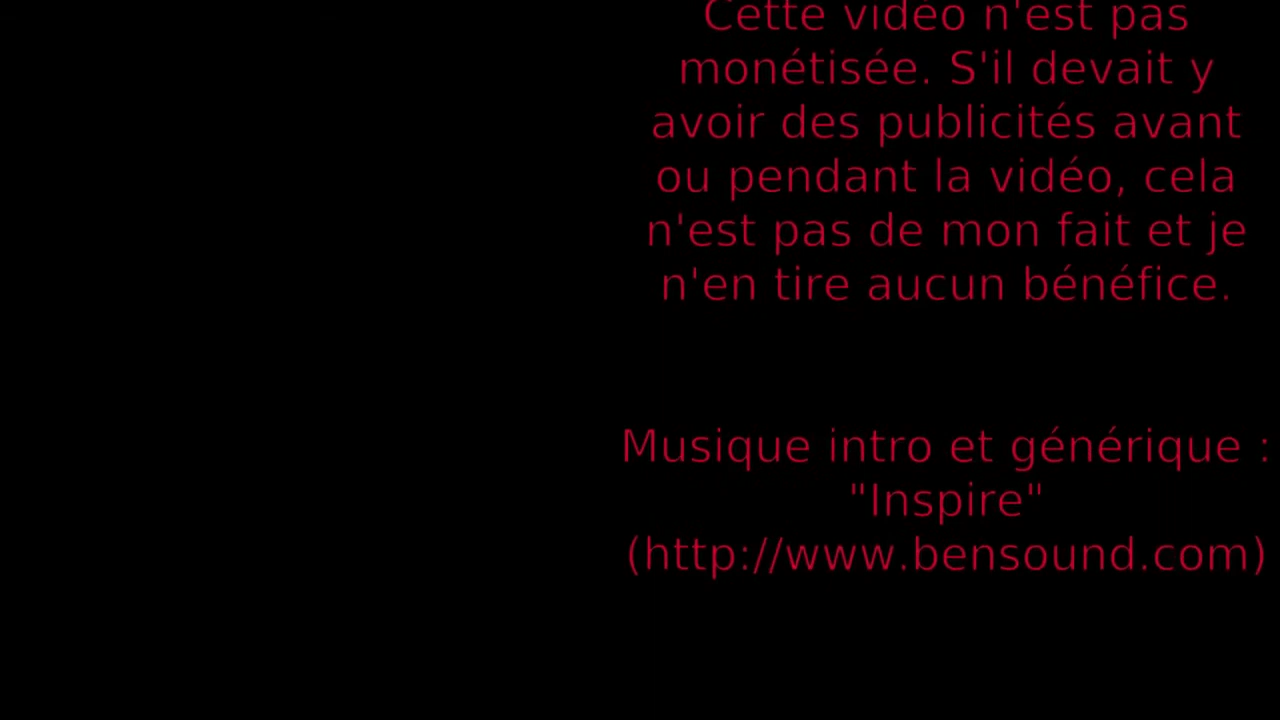 Cette vidéo n'est pas
monétisée. S'il devait y
avoir des publicités avant
ou pendant la vidéo, cela
n'est pas de mon fait et je
n'en tire aucun bénéfice.
Musique intro et générique :
"Inspire"
(http://www.bensound.com)